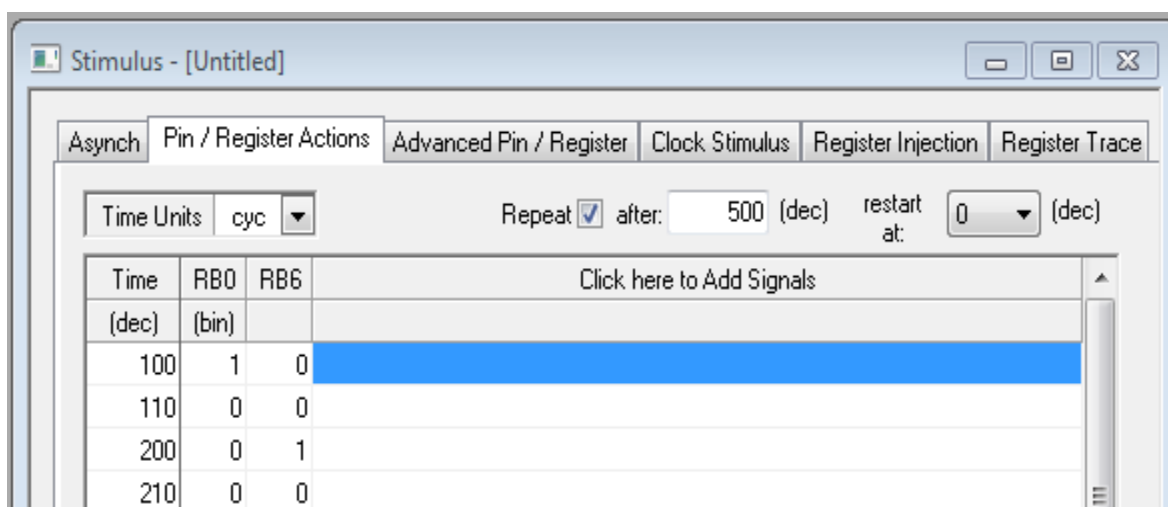 Stimulus - [Untitled]
Asynch Pin / Register Actions Advanced Pin / Register Clock Stimulus Register Injection Register Trace
Time Units cyc Repeat after: 500 (dec) restart at: 0 (dec)
Time RB0 RB6 Click here to Add Signals
(dec) (bin)
100 1 0
110 0 0
200 0 1
210 0 0